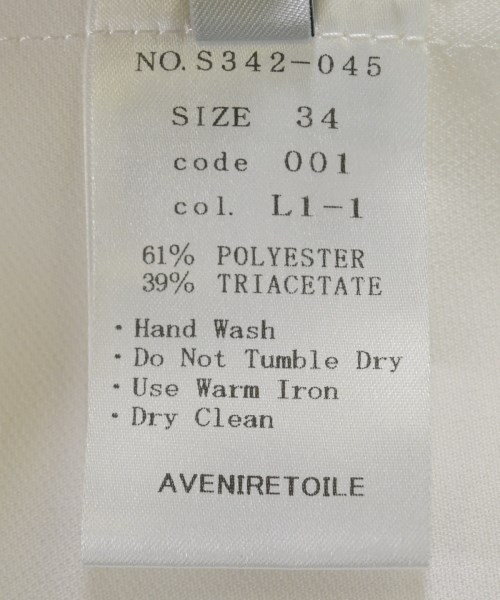 NO. S342-045
SIZE 34
code 001
col. L1-1
61% POLYESTER
39% TRIACETATE
・Hand Wash
・Do Not Tumble Dry
・Use Warm Iron
・Dry Clean
AVENIRETOILE